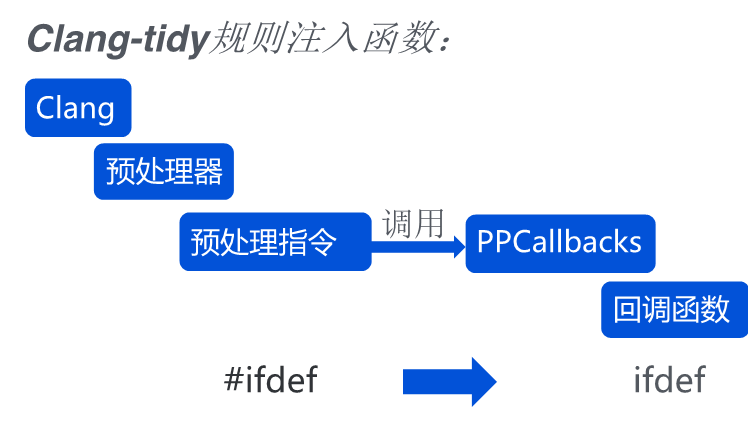 Clang-tidy规则注入函数：
Clang
预处理器
调用
预处理指令
PPCallbacks
回调函数
#ifdef
ifdef